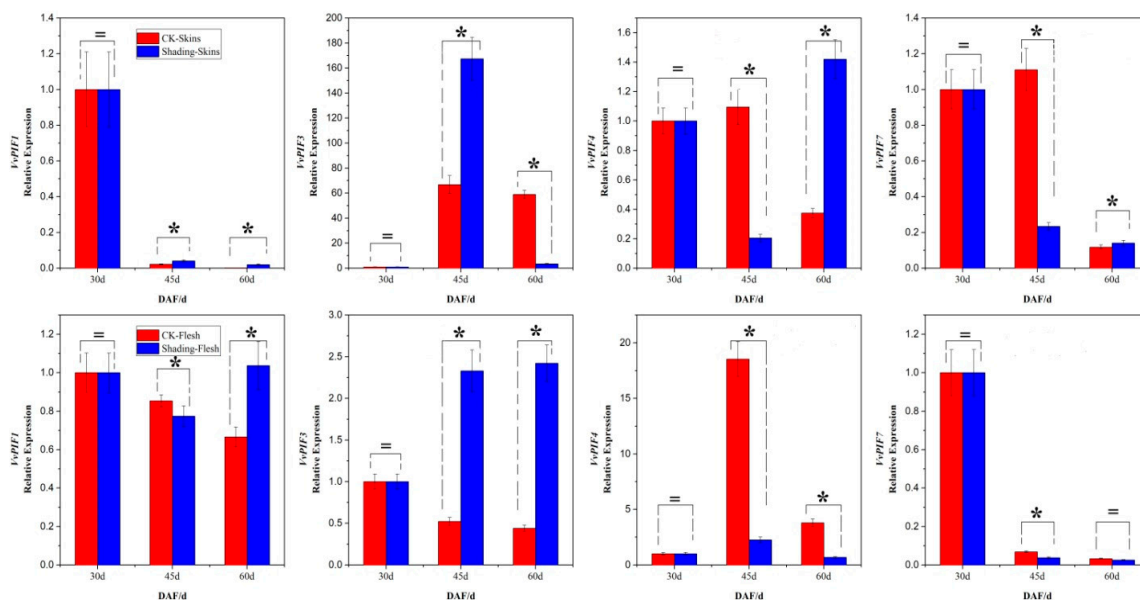 1.4
1.2
1.0
0.8
0.6
0.4
0.2
0.0
VvPIF1
Relative Expression
CK-Skins
Shading-Skins
=
*
*
30d 45d 60d
DAF/d
200
190
180
160
140
120
100
80
60
40
20
0
VvPIF3
Relative Expression
=
*
*
30d 45d 60d
DAF/d
1.6
1.4
1.2
1.0
0.8
0.6
0.4
0.2
0.0
VvPIF4
Relative Expression
=
*
*
30d 45d 60d
DAF/d
1.4
1.2
1.0
0.8
0.6
0.4
0.2
0.0
VvPIF7
Relative Expression
=
*
*
30d 45d 60d
DAF/d
1.2
1.0
0.8
0.6
0.4
0.2
0.0
VvPIF1
Relative Expression
CK-Flesh
Shading-Flesh
=
*
*
30d 45d 60d
DAF/d
3.0
2.5
2.0
1.5
1.0
0.5
0.0
VvPIF3
Relative Expression
=
*
*
30d 45d 60d
DAF/d
20
15
10
5
0
VvPIF4
Relative Expression
=
*
*
30d 45d 60d
DAF/d
1.2
1.0
0.8
0.6
0.4
0.2
0.0
VvPIF7
Relative Expression
=
*
=
30d 45d 60d
DAF/d